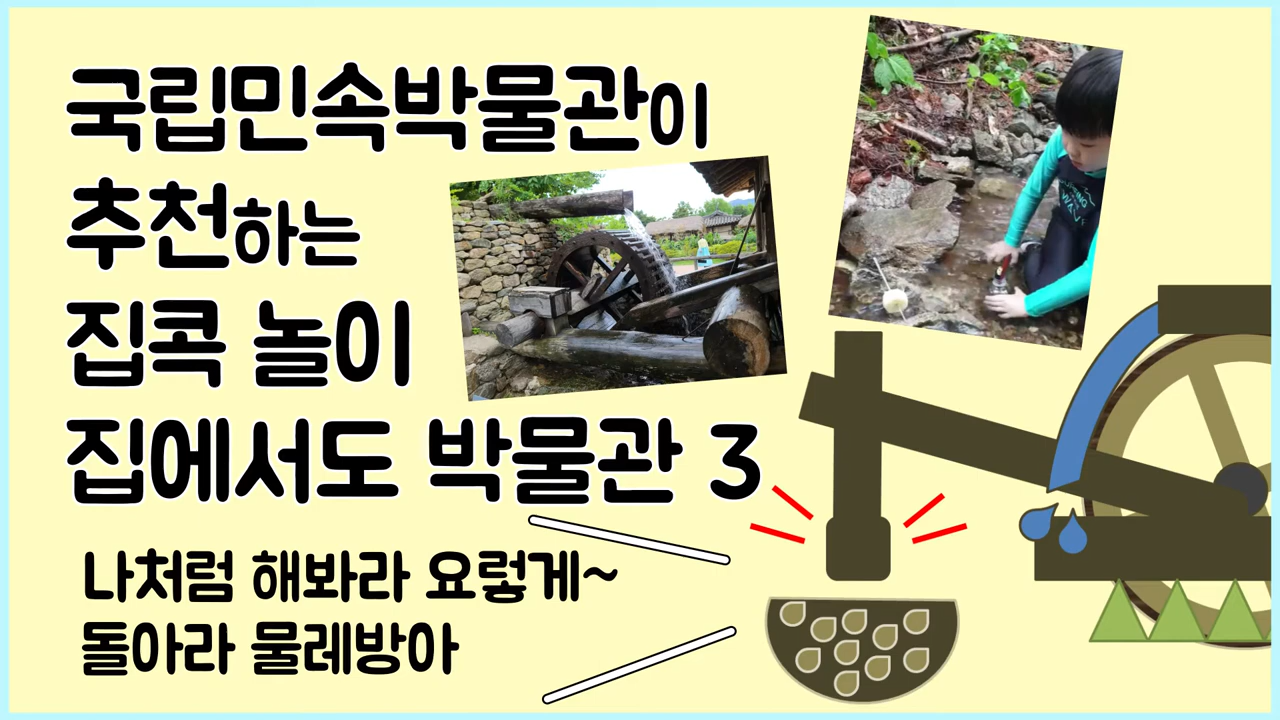 국립민속박물관이
추천하는
집콕 놀이
집에서도 박물관 3
나처럼 해봐라 요렇게~
돌아라 물레방아